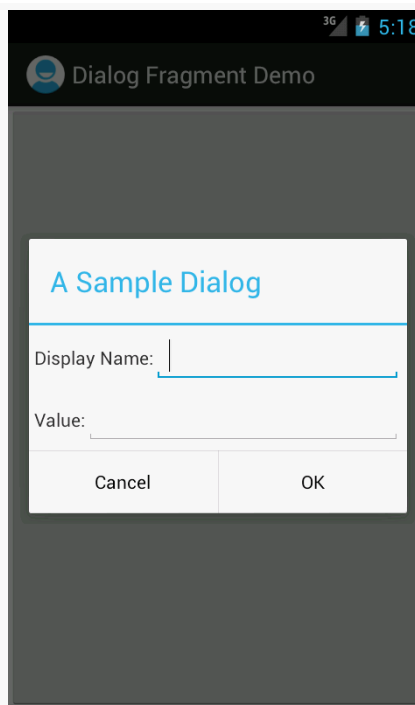 3G 5:18
Dialog Fragment Demo
A Sample Dialog
Display Name:
Value:
Cancel OK